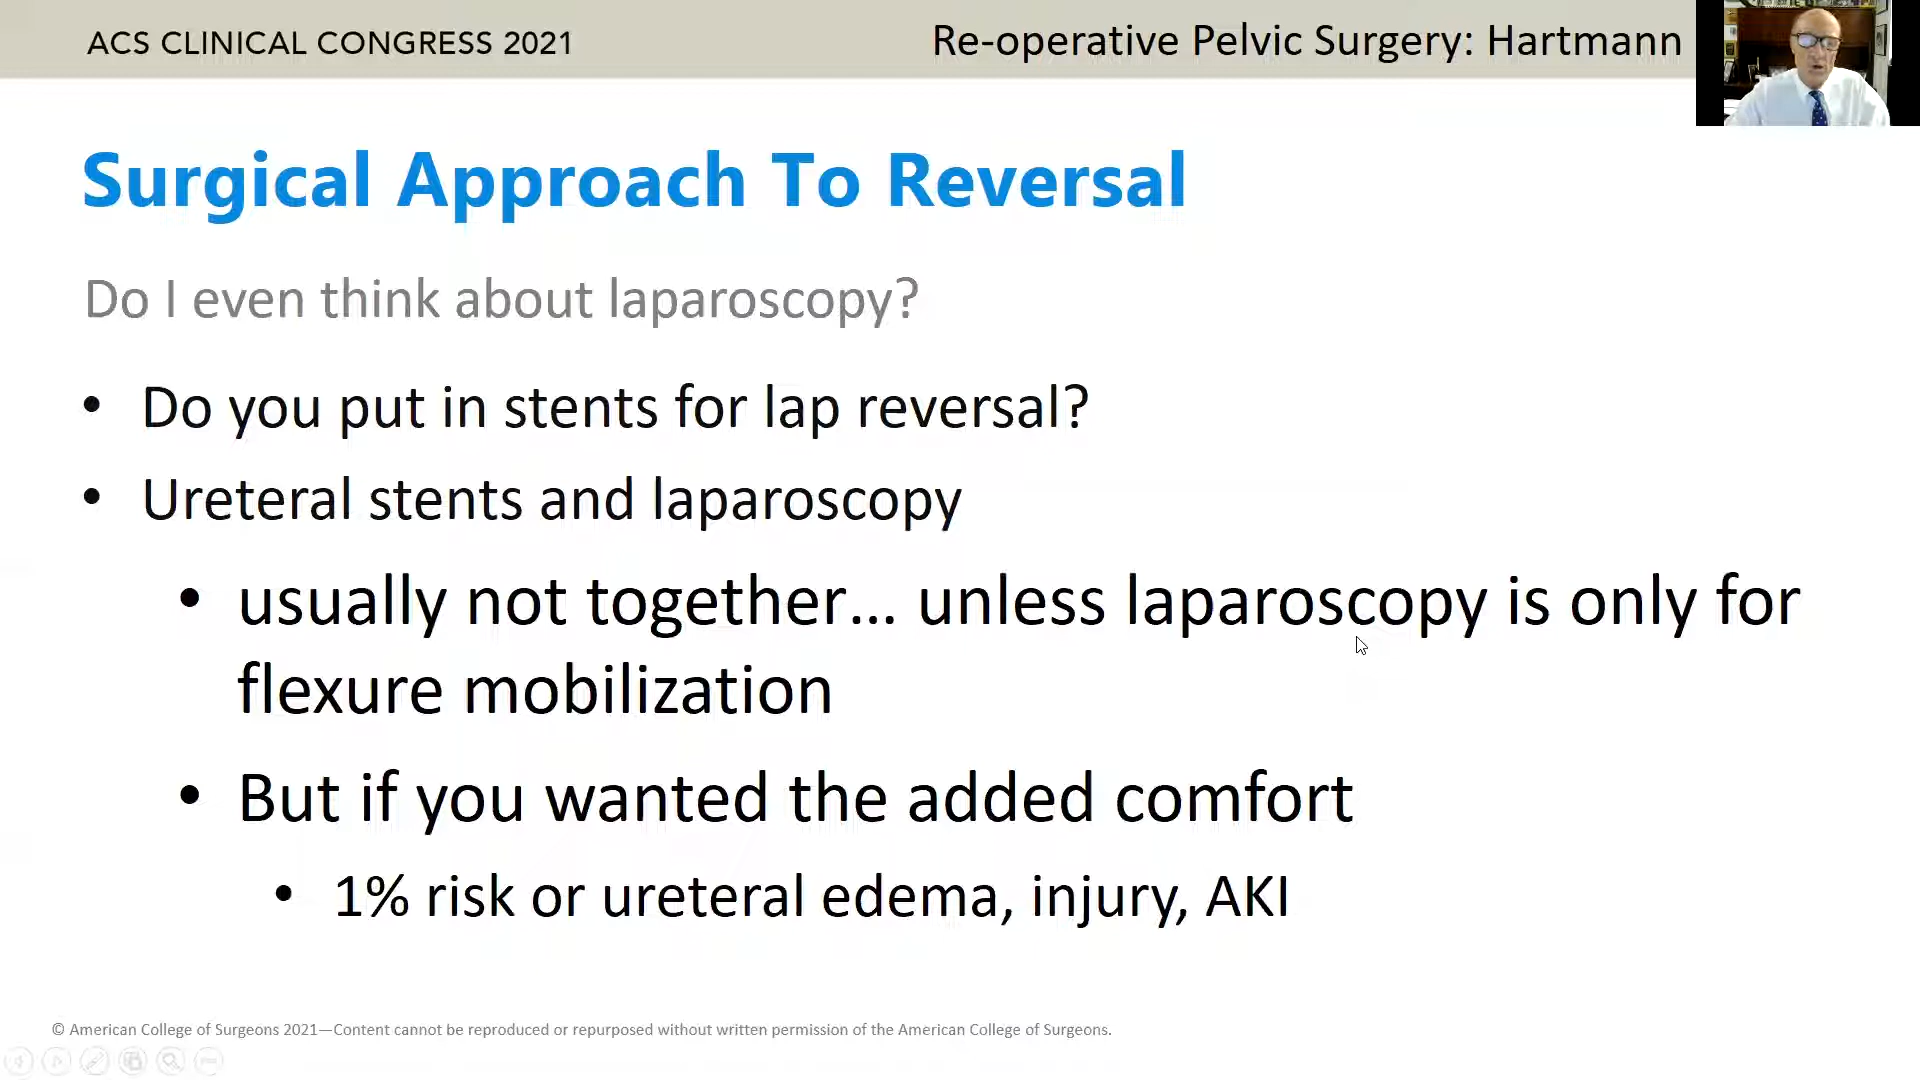 ACS CLINICAL CONGRESS 2021
Re-operative Pelvic Surgery: Hartmann
Surgical Approach To Reversal
Do I even think about laparoscopy?
• Do you put in stents for lap reversal?
• Ureteral stents and laparoscopy
• usually not together... unless laparoscopy is only for
flexure mobilization
• But if you wanted the added comfort
• 1% risk or ureteral edema, injury, AKI
© American College of Surgeons 2021—Content cannot be reproduced or repurposed without written permission of the American College of Surgeons.